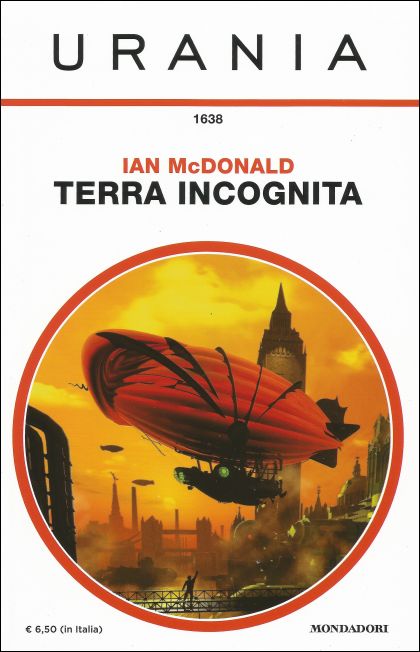 URANIA
1638
IAN McDONALD
TERRA INCOGNITA
€ 6,50 (in Italia)
MONDADORI